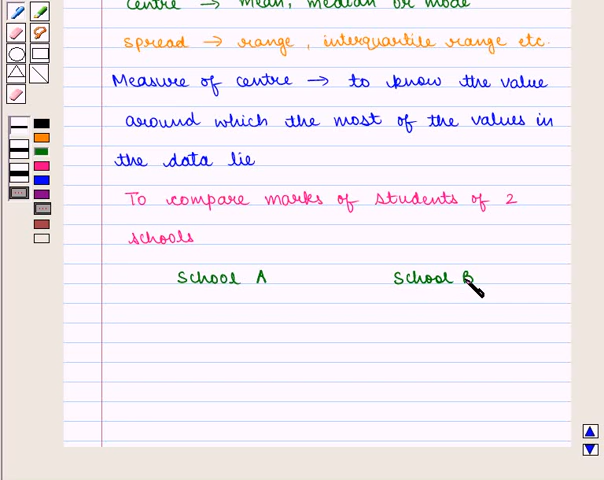 centre → mean, median or mode
spread → range, interquartile range etc.
Measure of centre → to know the value
around which the most of the values in
the data lie
To compare marks of students of 2
schools
School A School B